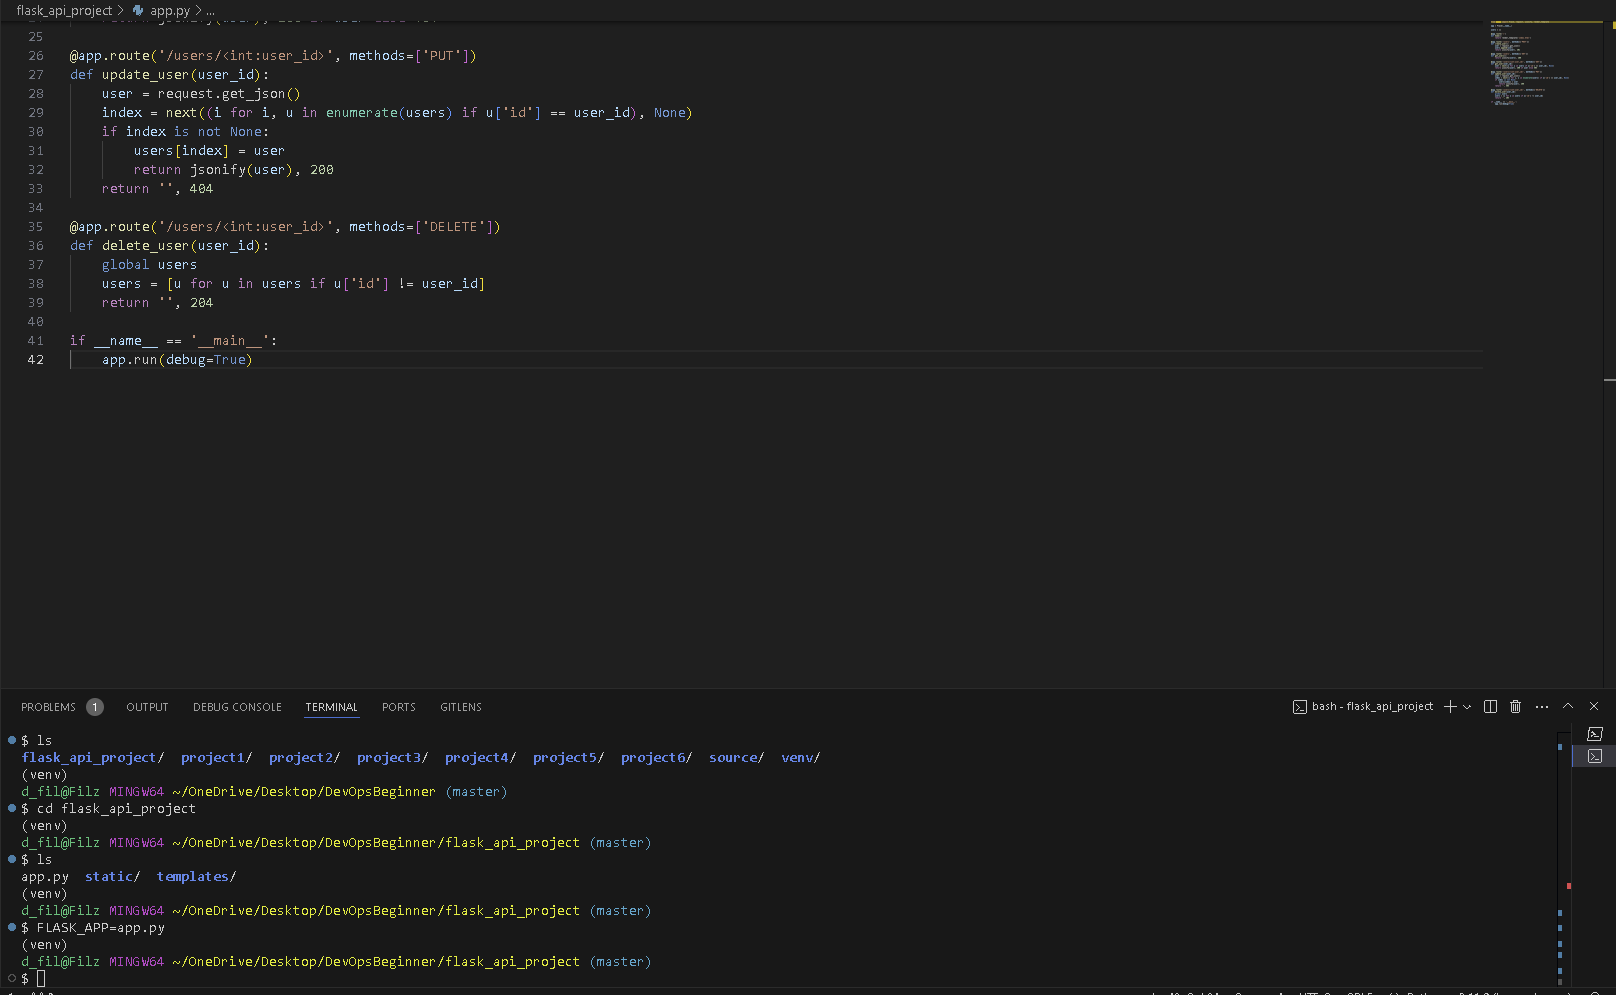 flask_api_project > app.py > ...
25
26 @app.route('/users/<int:user_id>', methods=['PUT'])
27 def update_user(user_id):
28     user = request.get_json()
29     index = next((i for i, u in enumerate(users) if u['id'] == user_id), None)
30     if index is not None:
31         users[index] = user
32         return jsonify(user), 200
33     return '', 404
34
35 @app.route('/users/<int:user_id>', methods=['DELETE'])
36 def delete_user(user_id):
37     global users
38     users = [u for u in users if u['id'] != user_id]
39     return '', 204
40
41 if __name__ == '__main__':
42     app.run(debug=True)
PROBLEMS 1 OUTPUT DEBUG CONSOLE TERMINAL PORTS GITLENS bash - flask_api_project
$ ls
flask_api_project/ project1/ project2/ project3/ project4/ project5/ project6/ source/ venv/
(venv)
d_fil@Filz MINGW64 ~/OneDrive/Desktop/DevOpsBeginner (master)
$ cd flask_api_project
(venv)
d_fil@Filz MINGW64 ~/OneDrive/Desktop/DevOpsBeginner/flask_api_project (master)
$ ls
app.py static/ templates/
(venv)
d_fil@Filz MINGW64 ~/OneDrive/Desktop/DevOpsBeginner/flask_api_project (master)
$ FLASK_APP=app.py
(venv)
d_fil@Filz MINGW64 ~/OneDrive/Desktop/DevOpsBeginner/flask_api_project (master)
$